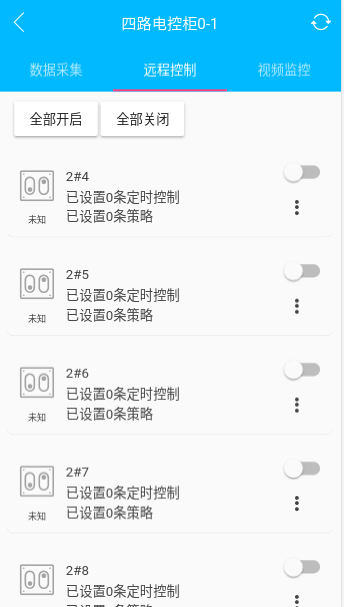 四路电控柜0-1
数据采集 远程控制 视频监控
全部开启 全部关闭
2#4
已设置0条定时控制
已设置0条策略
未知
2#5
已设置0条定时控制
已设置0条策略
未知
2#6
已设置0条定时控制
已设置0条策略
未知
2#7
已设置0条定时控制
已设置0条策略
未知
2#8
已设置0条定时控制